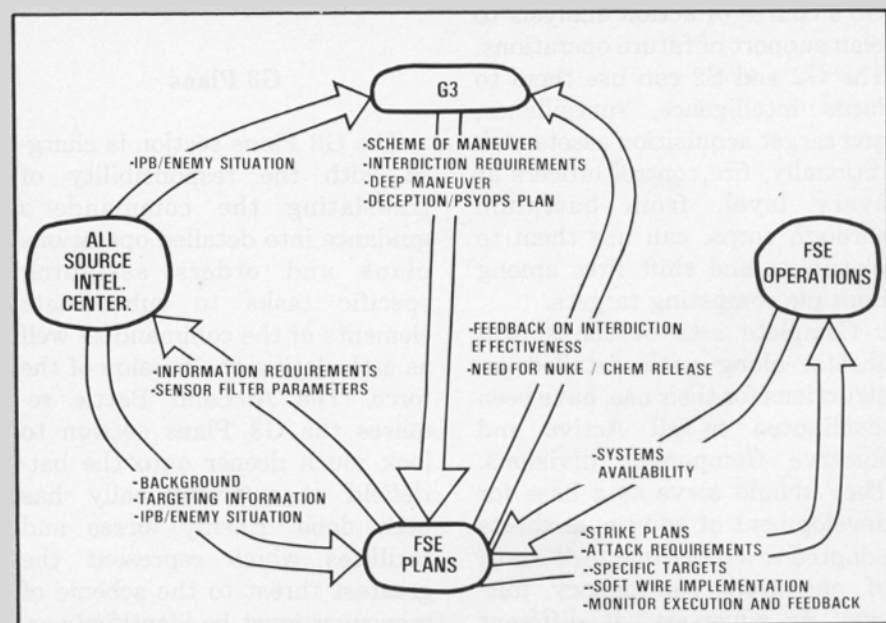 G3
-SCHEME OF MANEUVER
-INTERDICTION REQUIREMENTS
-DEEP MANEUVER
-DECEPTION/PSYOPS PLAN
-IPB/ENEMY SITUATION
ALL
SOURCE
INTEL.
CENTER.
FSE
OPERATIONS
-FEEDBACK ON INTERDICTION
EFFECTIVENESS
-NEED FOR NUKE / CHEM RELEASE
-INFORMATION REQUIREMENTS
-SENSOR FILTER PARAMETERS
-SYSTEMS
AVAILABILITY
-BACKGROUND
-TARGETING INFORMATION
-IPB/ENEMY SITUATION
FSE
PLANS
-STRIKE PLANS
-ATTACK REQUIREMENTS
-SPECIFIC TARGETS
-SOFT WIRE IMPLEMENTATION
-MONITOR EXECUTION AND FEEDBACK